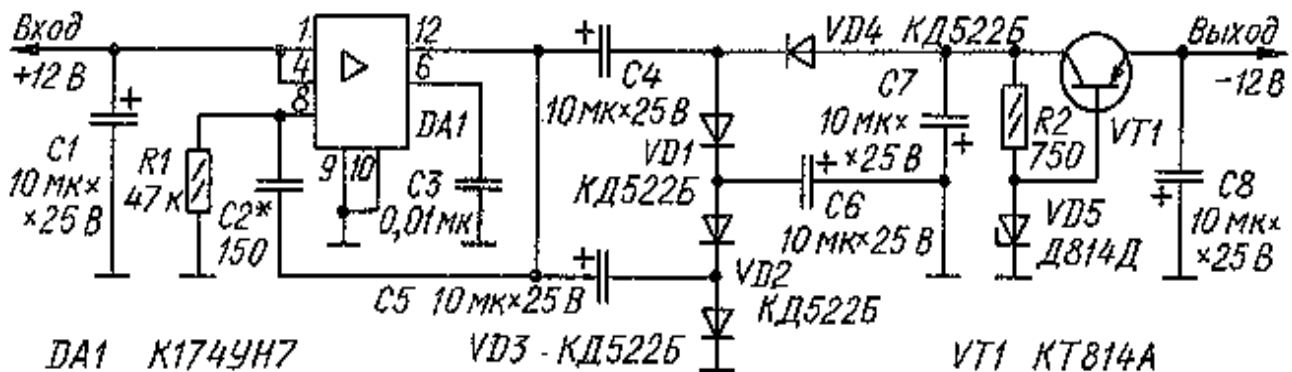 Вход
+12 В
C1
10 мк×
×25 В
R1
47 к
C2*
150
1
4
8
12
6
9
10
DA1
C3
0,01мк
C4
10 мк×25 В
C5 10 мк×25 В
VD1
КД522Б
VD2
КД522Б
VD3 - КД522Б
VD4 КД522Б
C6
10 мк×25 В
C7
10 мк×
×25 В
R2
750
VD5
Д814Д
VT1
Выход
-12 В
C8
10 мк×
×25 В
DA1 К174УН7
VT1 КТ814А